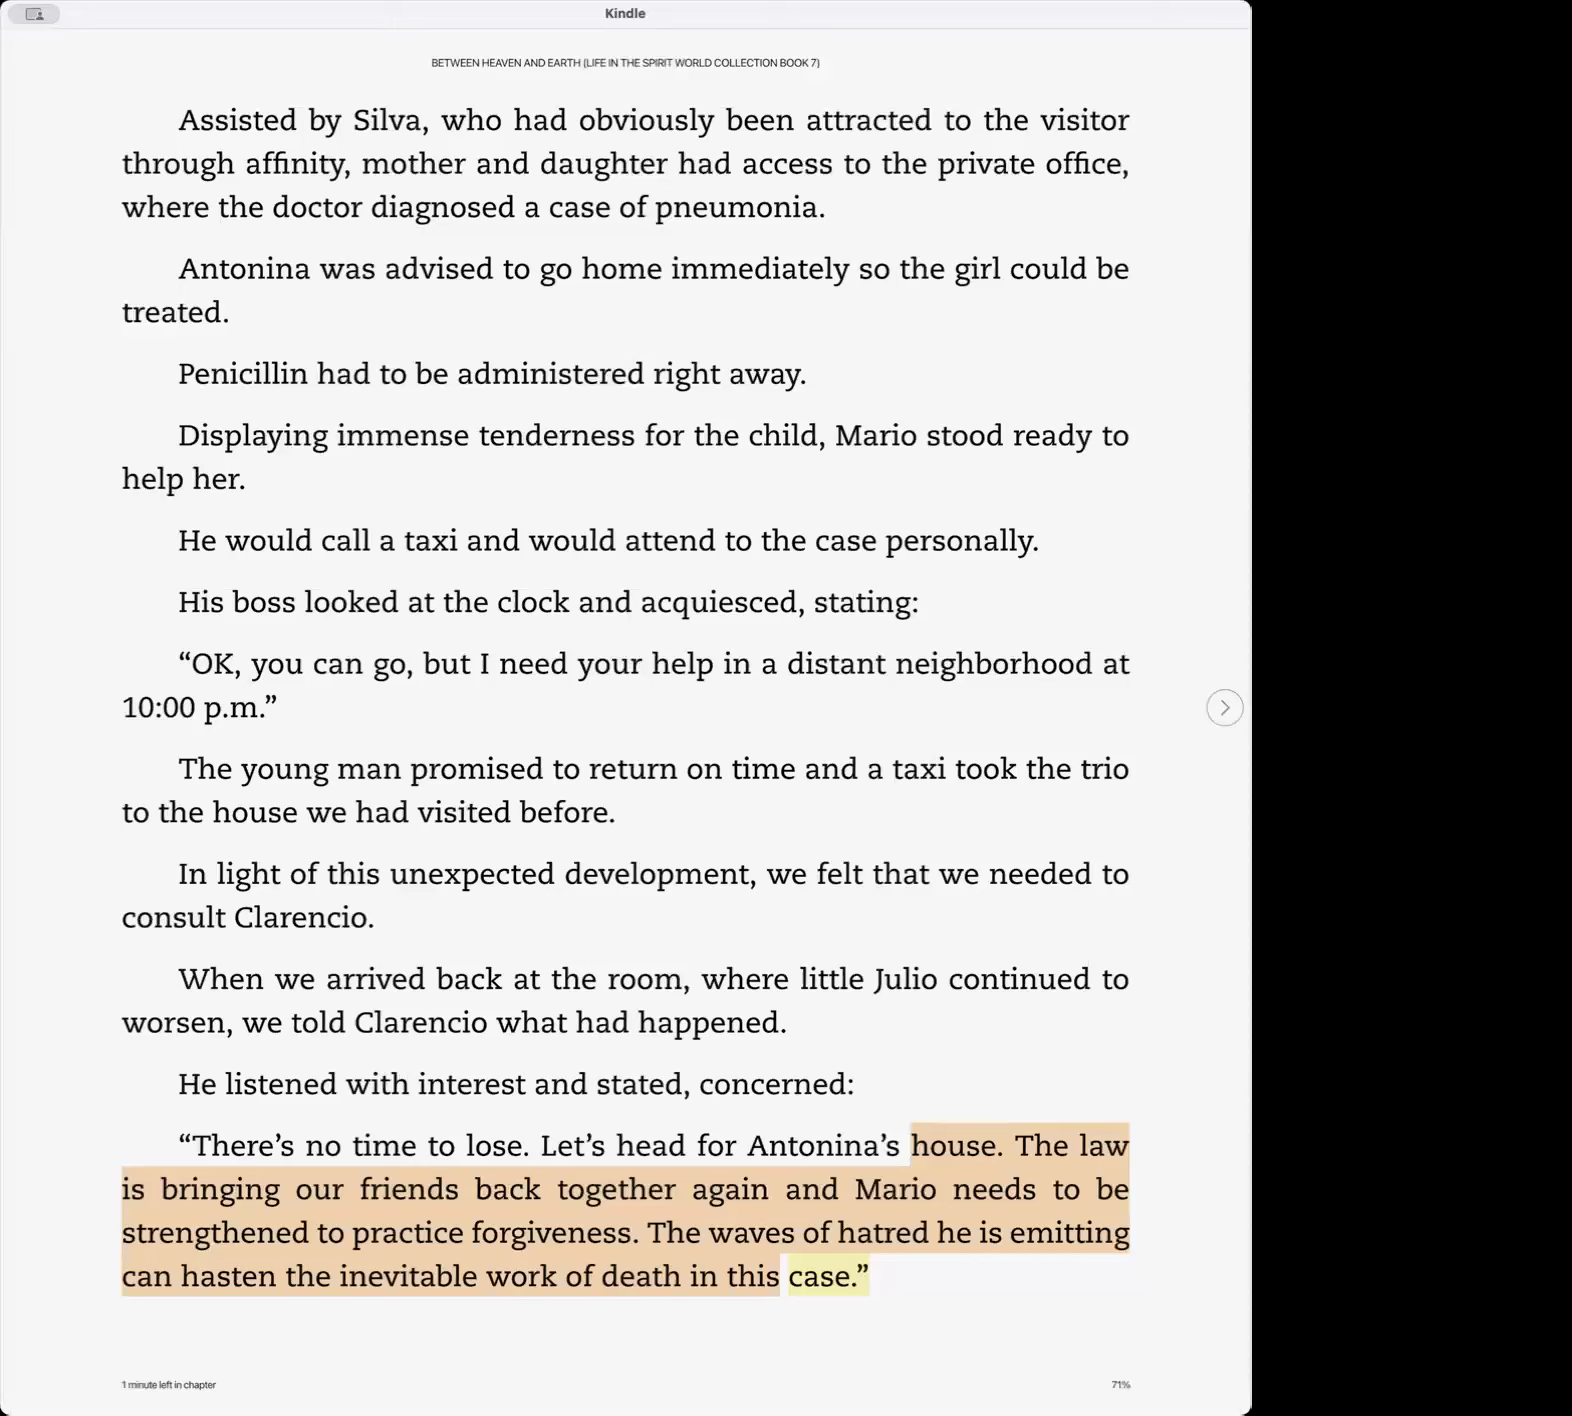 Kindle
BETWEEN HEAVEN AND EARTH (LIFE IN THE SPIRIT WORLD COLLECTION BOOK 7)
Assisted by Silva, who had obviously been attracted to the visitor
through affinity, mother and daughter had access to the private office,
where the doctor diagnosed a case of pneumonia.
Antonina was advised to go home immediately so the girl could be
treated.
Penicillin had to be administered right away.
Displaying immense tenderness for the child, Mario stood ready to
help her.
He would call a taxi and would attend to the case personally.
His boss looked at the clock and acquiesced, stating:
“OK, you can go, but I need your help in a distant neighborhood at
10:00 p.m.”
The young man promised to return on time and a taxi took the trio
to the house we had visited before.
In light of this unexpected development, we felt that we needed to
consult Clarencio.
When we arrived back at the room, where little Julio continued to
worsen, we told Clarencio what had happened.
He listened with interest and stated, concerned:
“There’s no time to lose. Let’s head for Antonina’s house. The law
is bringing our friends back together again and Mario needs to be
strengthened to practice forgiveness. The waves of hatred he is emitting
can hasten the inevitable work of death in this case.”
1 minute left in chapter
71%